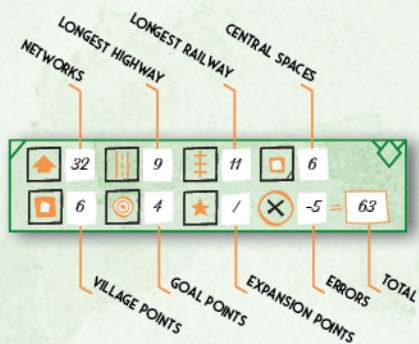 NETWORKS
LONGEST HIGHWAY
LONGEST RAILWAY
CENTRAL SPACES
32 9 11 6
6 4 / -5 = 63
VILLAGE POINTS
GOAL POINTS
EXPANSION POINTS
ERRORS
TOTAL